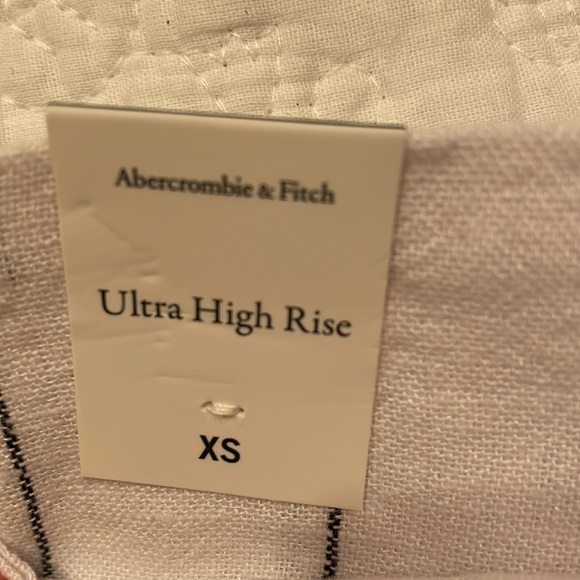 Abercrombie & Fitch
Ultra High Rise
XS